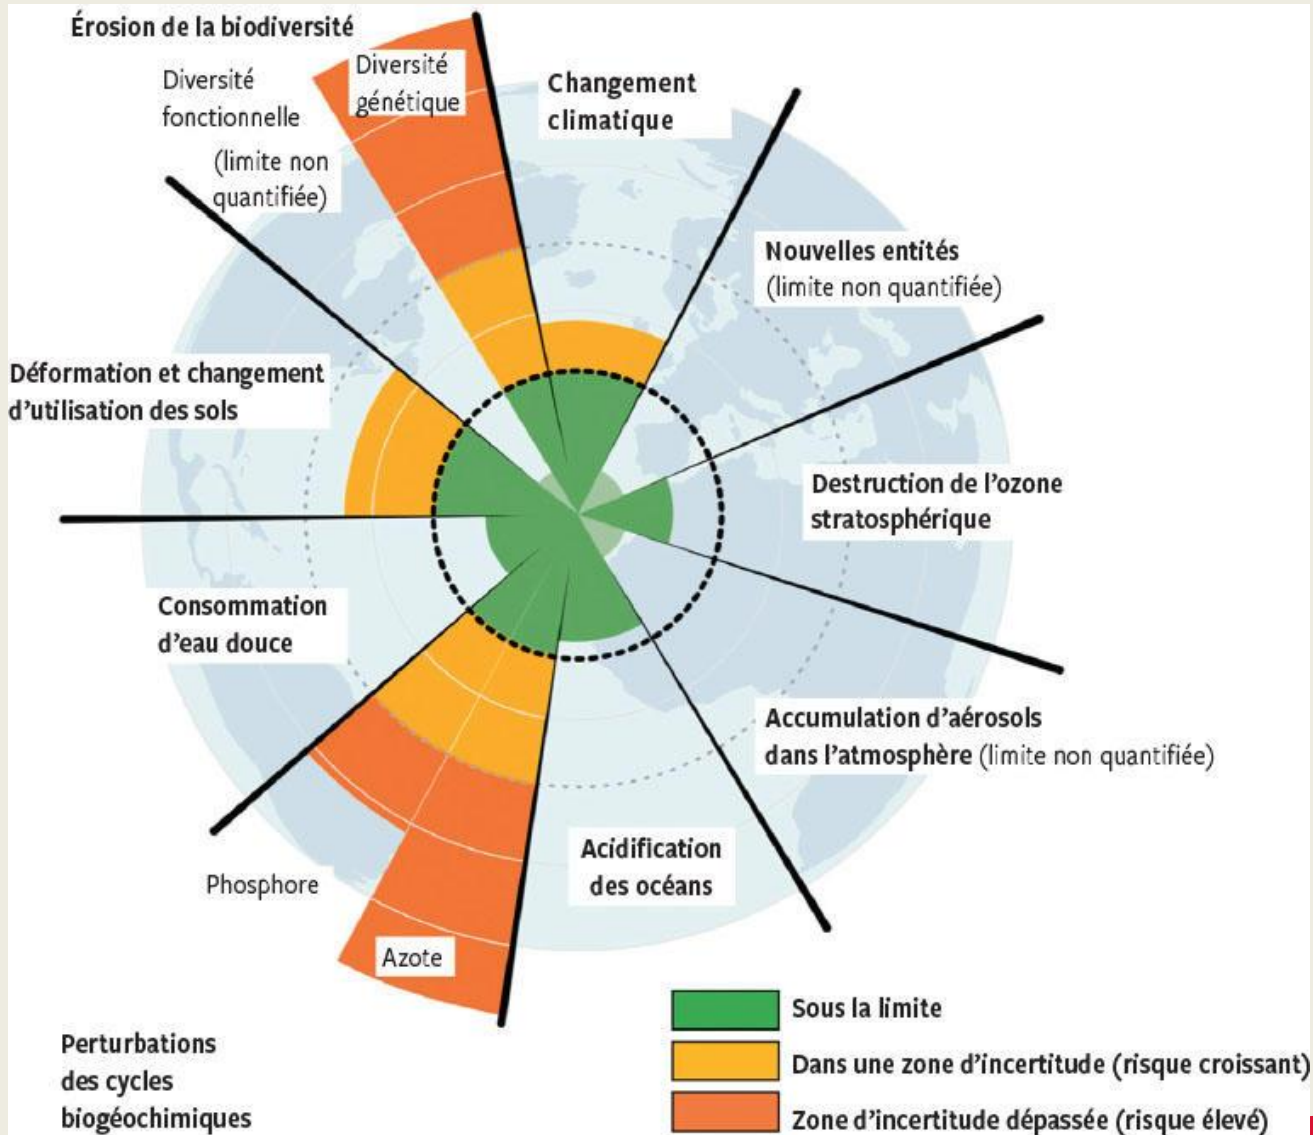 Érosion de la biodiversité
Diversité
fonctionnelle
(limite non
quantifiée)
Diversité
génétique
Changement
climatique
Nouvelles entités
(limite non quantifiée)
Déformation et changement
d'utilisation des sols
Destruction de l'ozone
stratosphérique
Consommation
d'eau douce
Accumulation d'aérosols
dans l'atmosphère (limite non quantifiée)
Acidification
des océans
Phosphore
Azote
Perturbations
des cycles
biogéochimiques
Sous la limite
Dans une zone d'incertitude (risque croissant)
Zone d'incertitude dépassée (risque élevé)